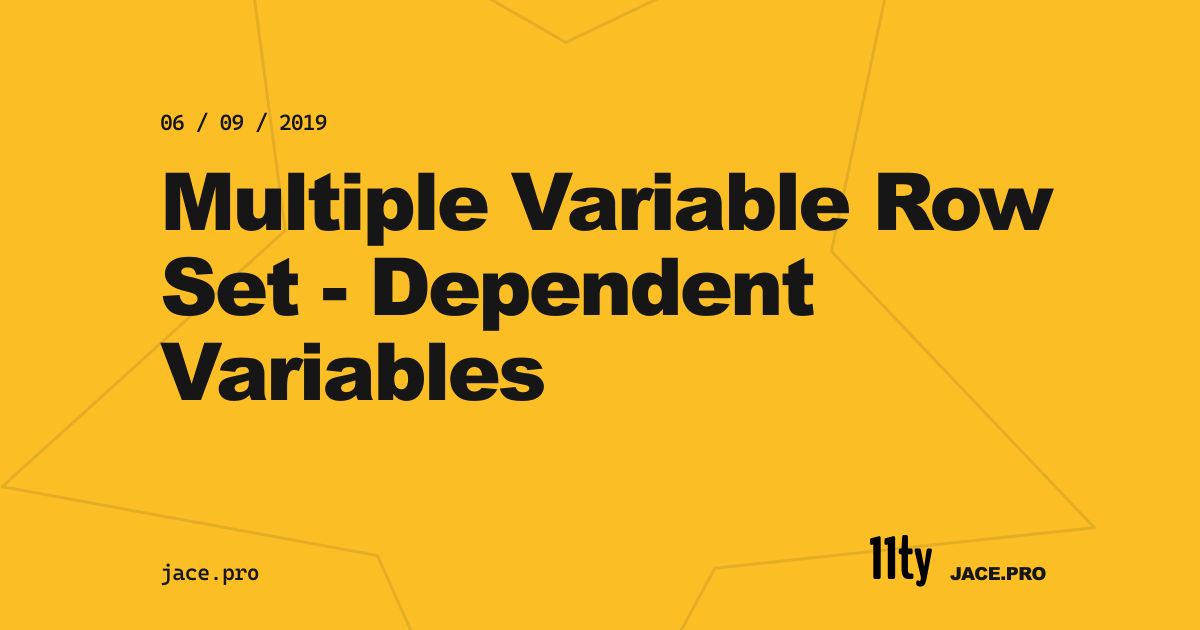 06 / 09 / 2019
Multiple Variable Row
Set - Dependent
Variables
jace.pro
11ty JACE.PRO